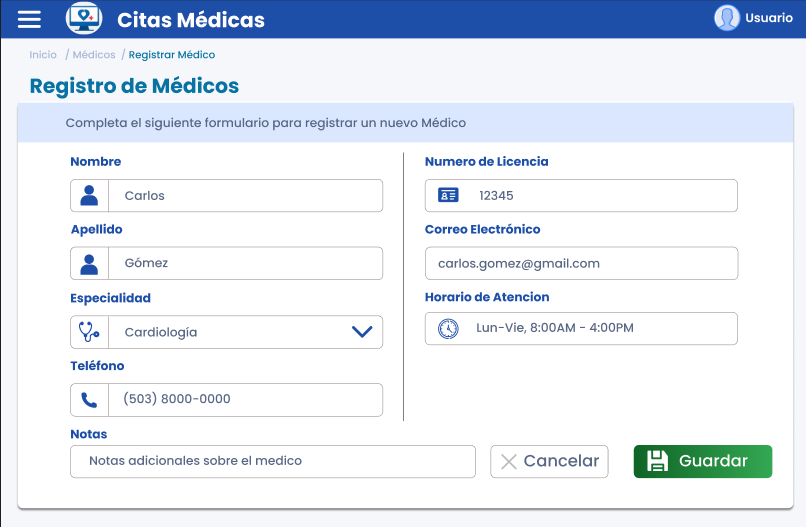 Citas Médicas
Usuario
Inicio / Médicos / Registrar Médico
Registro de Médicos
Completa el siguiente formulario para registrar un nuevo Médico
Nombre
Carlos
Apellido
Gómez
Especialidad
Cardiología
Teléfono
(503) 8000-0000
Numero de Licencia
12345
Correo Electrónico
carlos.gomez@gmail.com
Horario de Atencion
Lun-Vie, 8:00AM - 4:00PM
Notas
Notas adicionales sobre el medico
Cancelar
Guardar